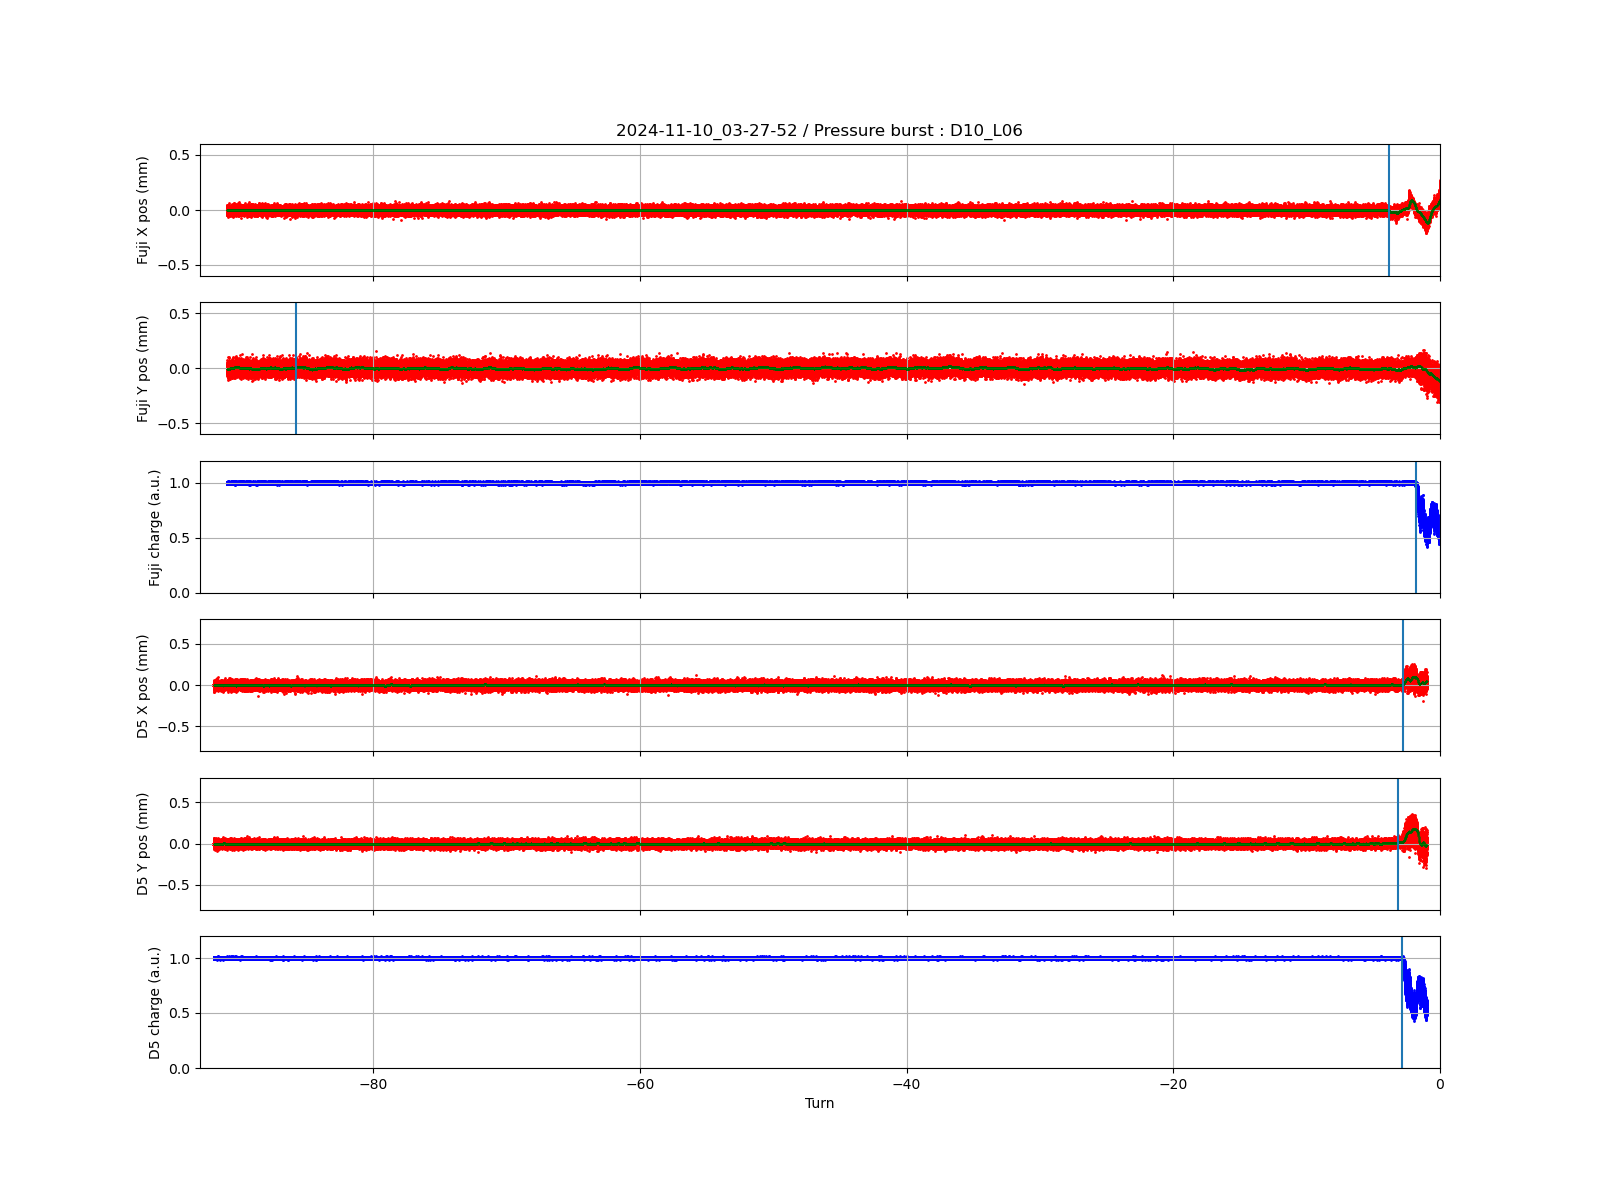 2024-11-10_03-27-52 / Pressure burst : D10_L06
0.5
0.0
−0.5
Fuji X pos (mm)
0.5
0.0
−0.5
Fuji Y pos (mm)
1.0
0.5
0.0
Fuji charge (a.u.)
0.5
0.0
−0.5
D5 X pos (mm)
0.5
0.0
−0.5
D5 Y pos (mm)
1.0
0.5
0.0
D5 charge (a.u.)
−80 −60 −40 −20 0
Turn